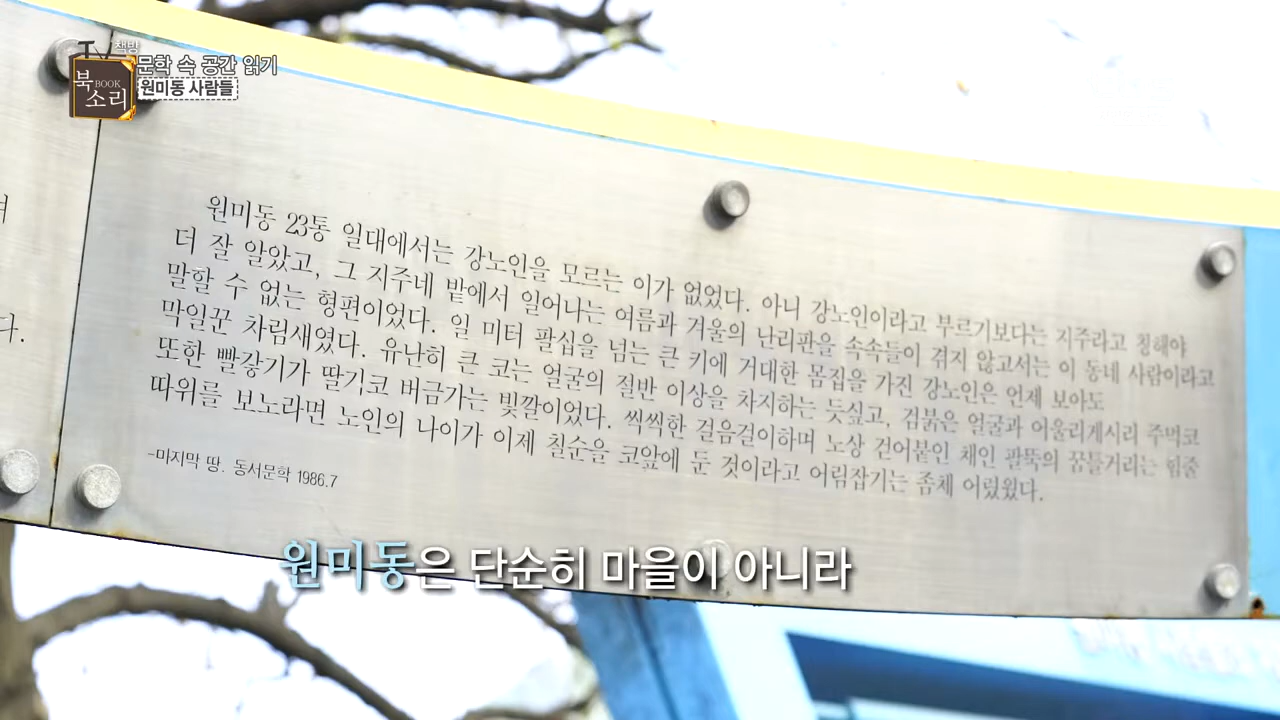 TV 책방
북소리
BOOK
문학 속 공간 읽기
원미동 사람들
원미동 23통 일대에서는 강노인을 모르는 이가 없었다. 아니 강노인이라고 부르기보다는 지주라고 칭해야
더 잘 알았고, 그 지주네 밭에서 일어나는 여름과 겨울의 난리판을 속속들이 겪지 않고서는 이 동네 사람이라고
말할 수 없는 형편이었다. 일 미터 팔십을 넘는 큰 키에 거대한 몸집을 가진 강노인은 언제 보아도
막일꾼 차림새였다. 유난히 큰 코는 얼굴의 절반 이상을 차지하는 듯싶고, 검붉은 얼굴과 어울리게시리 주먹코
또한 빨갛기가 딸기코 버금가는 빛깔이었다. 씩씩한 걸음걸이하며 노상 걷어붙인 채인 팔뚝의 꿈틀거리는 힘줄
따위를 보노라면 노인의 나이가 이제 칠순을 코앞에 둔 것이라고 어림잡기는 좀체 어려웠다.
-마지막 땅. 동서문학 1986.7
다.
원미동은 단순히 마을이 아니라